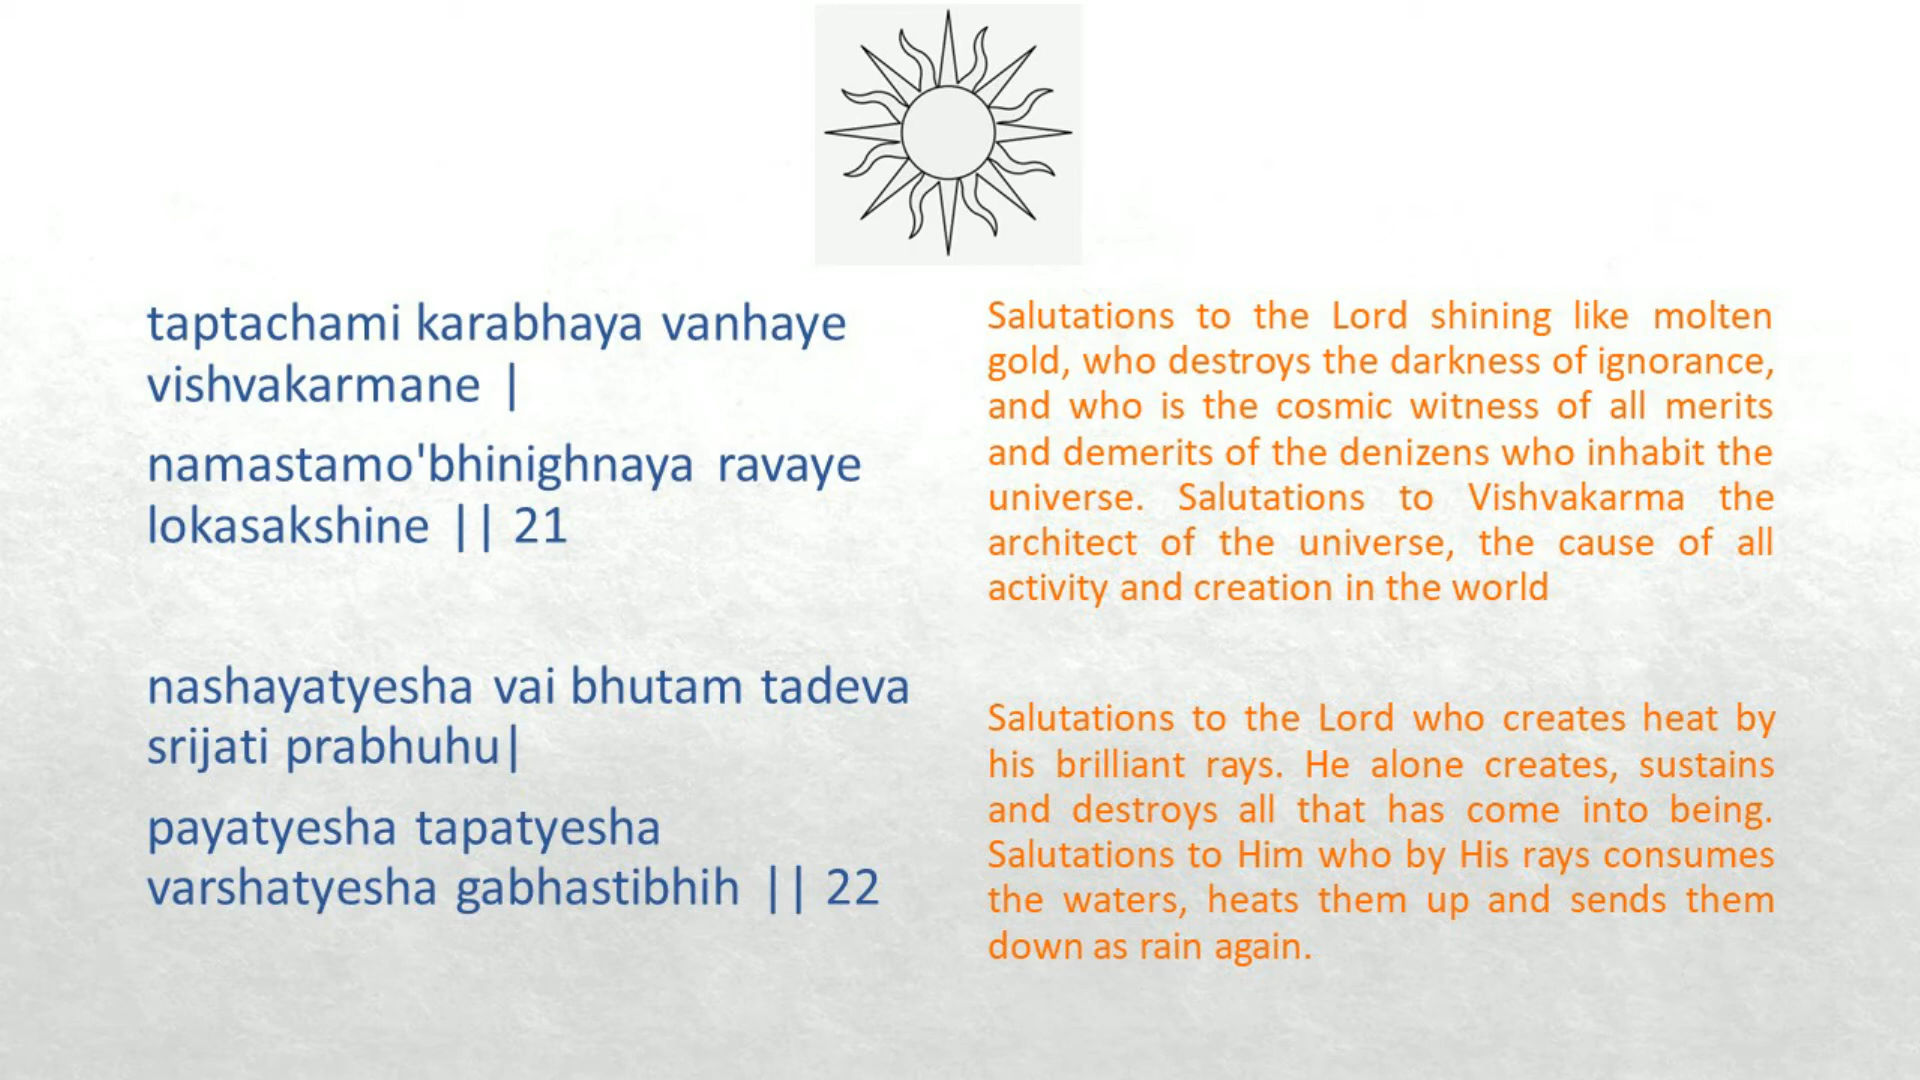 taptachami karabhaya vanhaye
vishvakarmane |
namastamo'bhinighnaya ravaye
lokasakshine || 21
nashayatyesha vai bhutam tadeva
srijati prabhuhu|
payatyesha tapatyesha
varshatyesha gabhastibhih || 22
Salutations to the Lord shining like molten
gold, who destroys the darkness of ignorance,
and who is the cosmic witness of all merits
and demerits of the denizens who inhabit the
universe. Salutations to Vishvakarma the
architect of the universe, the cause of all
activity and creation in the world
Salutations to the Lord who creates heat by
his brilliant rays. He alone creates, sustains
and destroys all that has come into being.
Salutations to Him who by His rays consumes
the waters, heats them up and sends them
down as rain again.